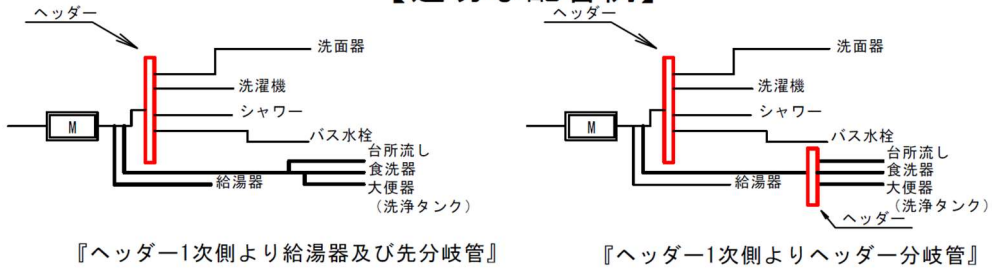 ヘッダー
洗面器
洗濯機
シャワー
M
バス水栓
台所流し
食洗器
給湯器
大便器
（洗浄タンク）
『ヘッダー1次側より給湯器及び先分岐管』
ヘッダー
洗面器
洗濯機
シャワー
M
バス水栓
台所流し
食洗器
給湯器
大便器
（洗浄タンク）
ヘッダー
『ヘッダー1次側よりヘッダー分岐管』